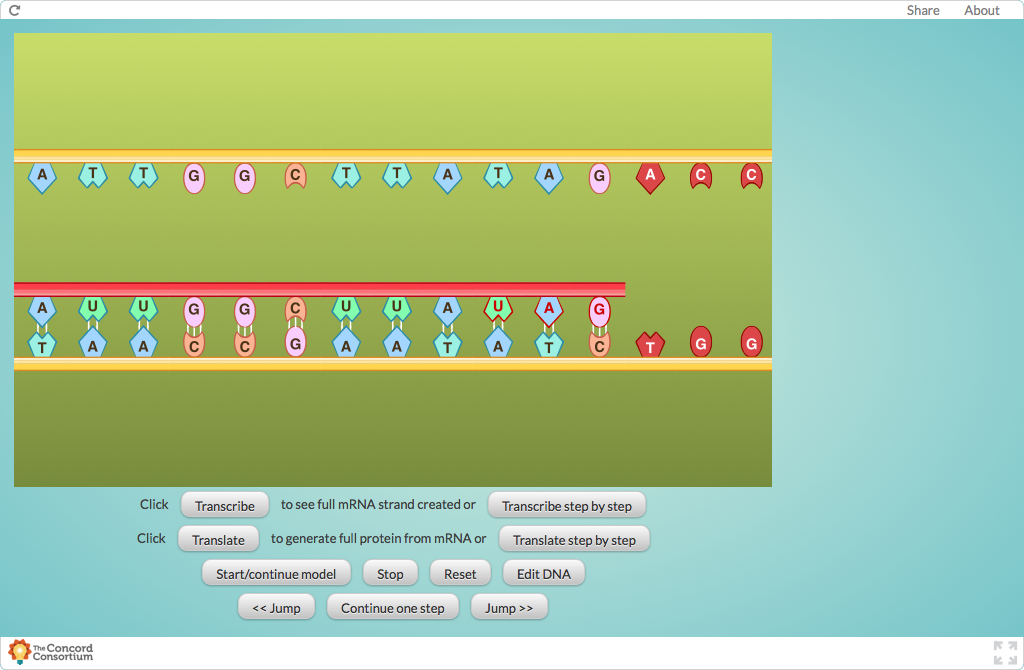 Share About
A T T G G C T T A T A G A C C
A U U G G C U U A U A G
T A A C C G A A T A T C T G G
Click Transcribe to see full mRNA strand created or Transcribe step by step
Click Translate to generate full protein from mRNA or Translate step by step
Start/continue model Stop Reset Edit DNA
<< Jump Continue one step Jump >>
The Concord
Consortium